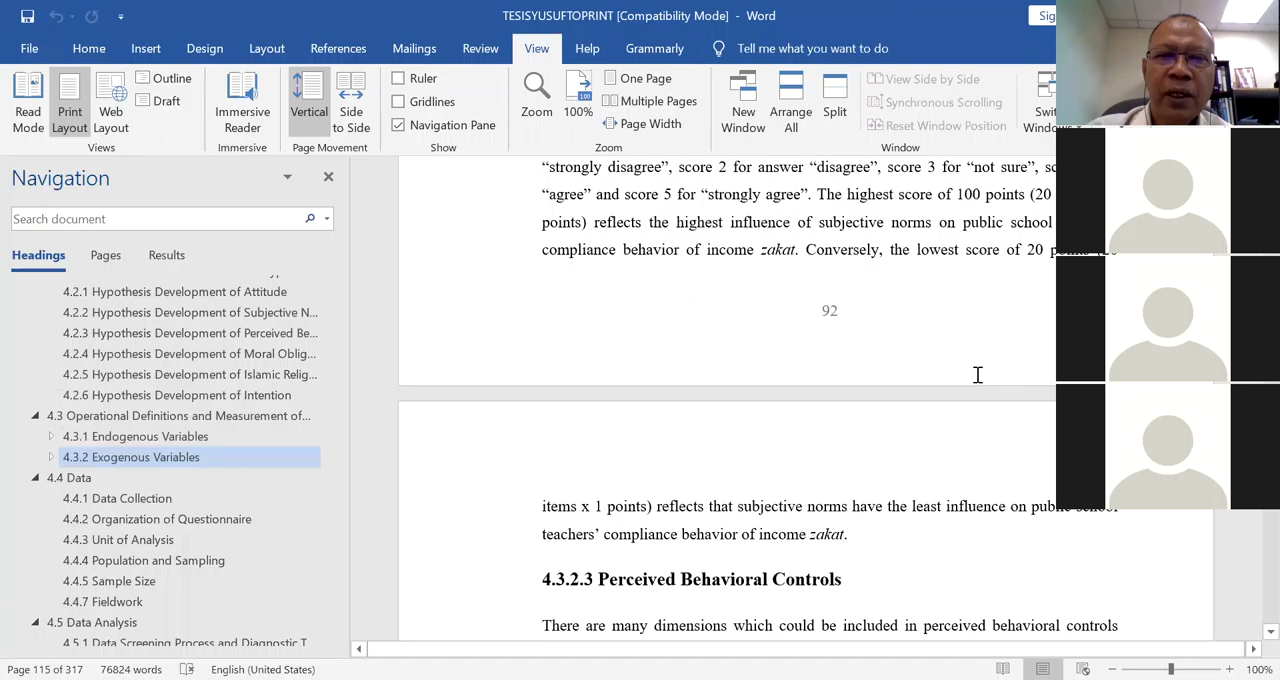 TESISYUSUFTOPRINT [Compatibility Mode] - Word
File Home Insert Design Layout References Mailings Review View Help Grammarly Tell me what you want to do
Outline
Draft
Read Mode
Print Layout
Web Layout
Views
Immersive Reader
Immersive
Vertical
Side to Side
Page Movement
Ruler
Gridlines
Navigation Pane
Show
Zoom
100%
One Page
Multiple Pages
Page Width
Zoom
New Window
Arrange All
Split
View Side by Side
Synchronous Scrolling
Reset Window Position
Window
Navigation
Search document
Headings Pages Results
4.2.1 Hypothesis Development of Attitude
4.2.2 Hypothesis Development of Subjective N...
4.2.3 Hypothesis Development of Perceived Be...
4.2.4 Hypothesis Development of Moral Oblig...
4.2.5 Hypothesis Development of Islamic Relig...
4.2.6 Hypothesis Development of Intention
4.3 Operational Definitions and Measurement of...
4.3.1 Endogenous Variables
4.3.2 Exogenous Variables
4.4 Data
4.4.1 Data Collection
4.4.2 Organization of Questionnaire
4.4.3 Unit of Analysis
4.4.4 Population and Sampling
4.4.5 Sample Size
4.4.7 Fieldwork
4.5 Data Analysis
4.5.1 Data Screening Process and Diagnostic T
“strongly disagree”, score 2 for answer “disagree”, score 3 for “not sure”,
“agree” and score 5 for “strongly agree”. The highest score of 100 points (20
points) reflects the highest influence of subjective norms on public school
compliance behavior of income zakat. Conversely, the lowest score of 20
92
items x 1 points) reflects that subjective norms have the least influence on public school
teachers’ compliance behavior of income zakat.
4.3.2.3 Perceived Behavioral Controls
There are many dimensions which could be included in perceived behavioral controls
Page 115 of 317 76824 words English (United States) 100%